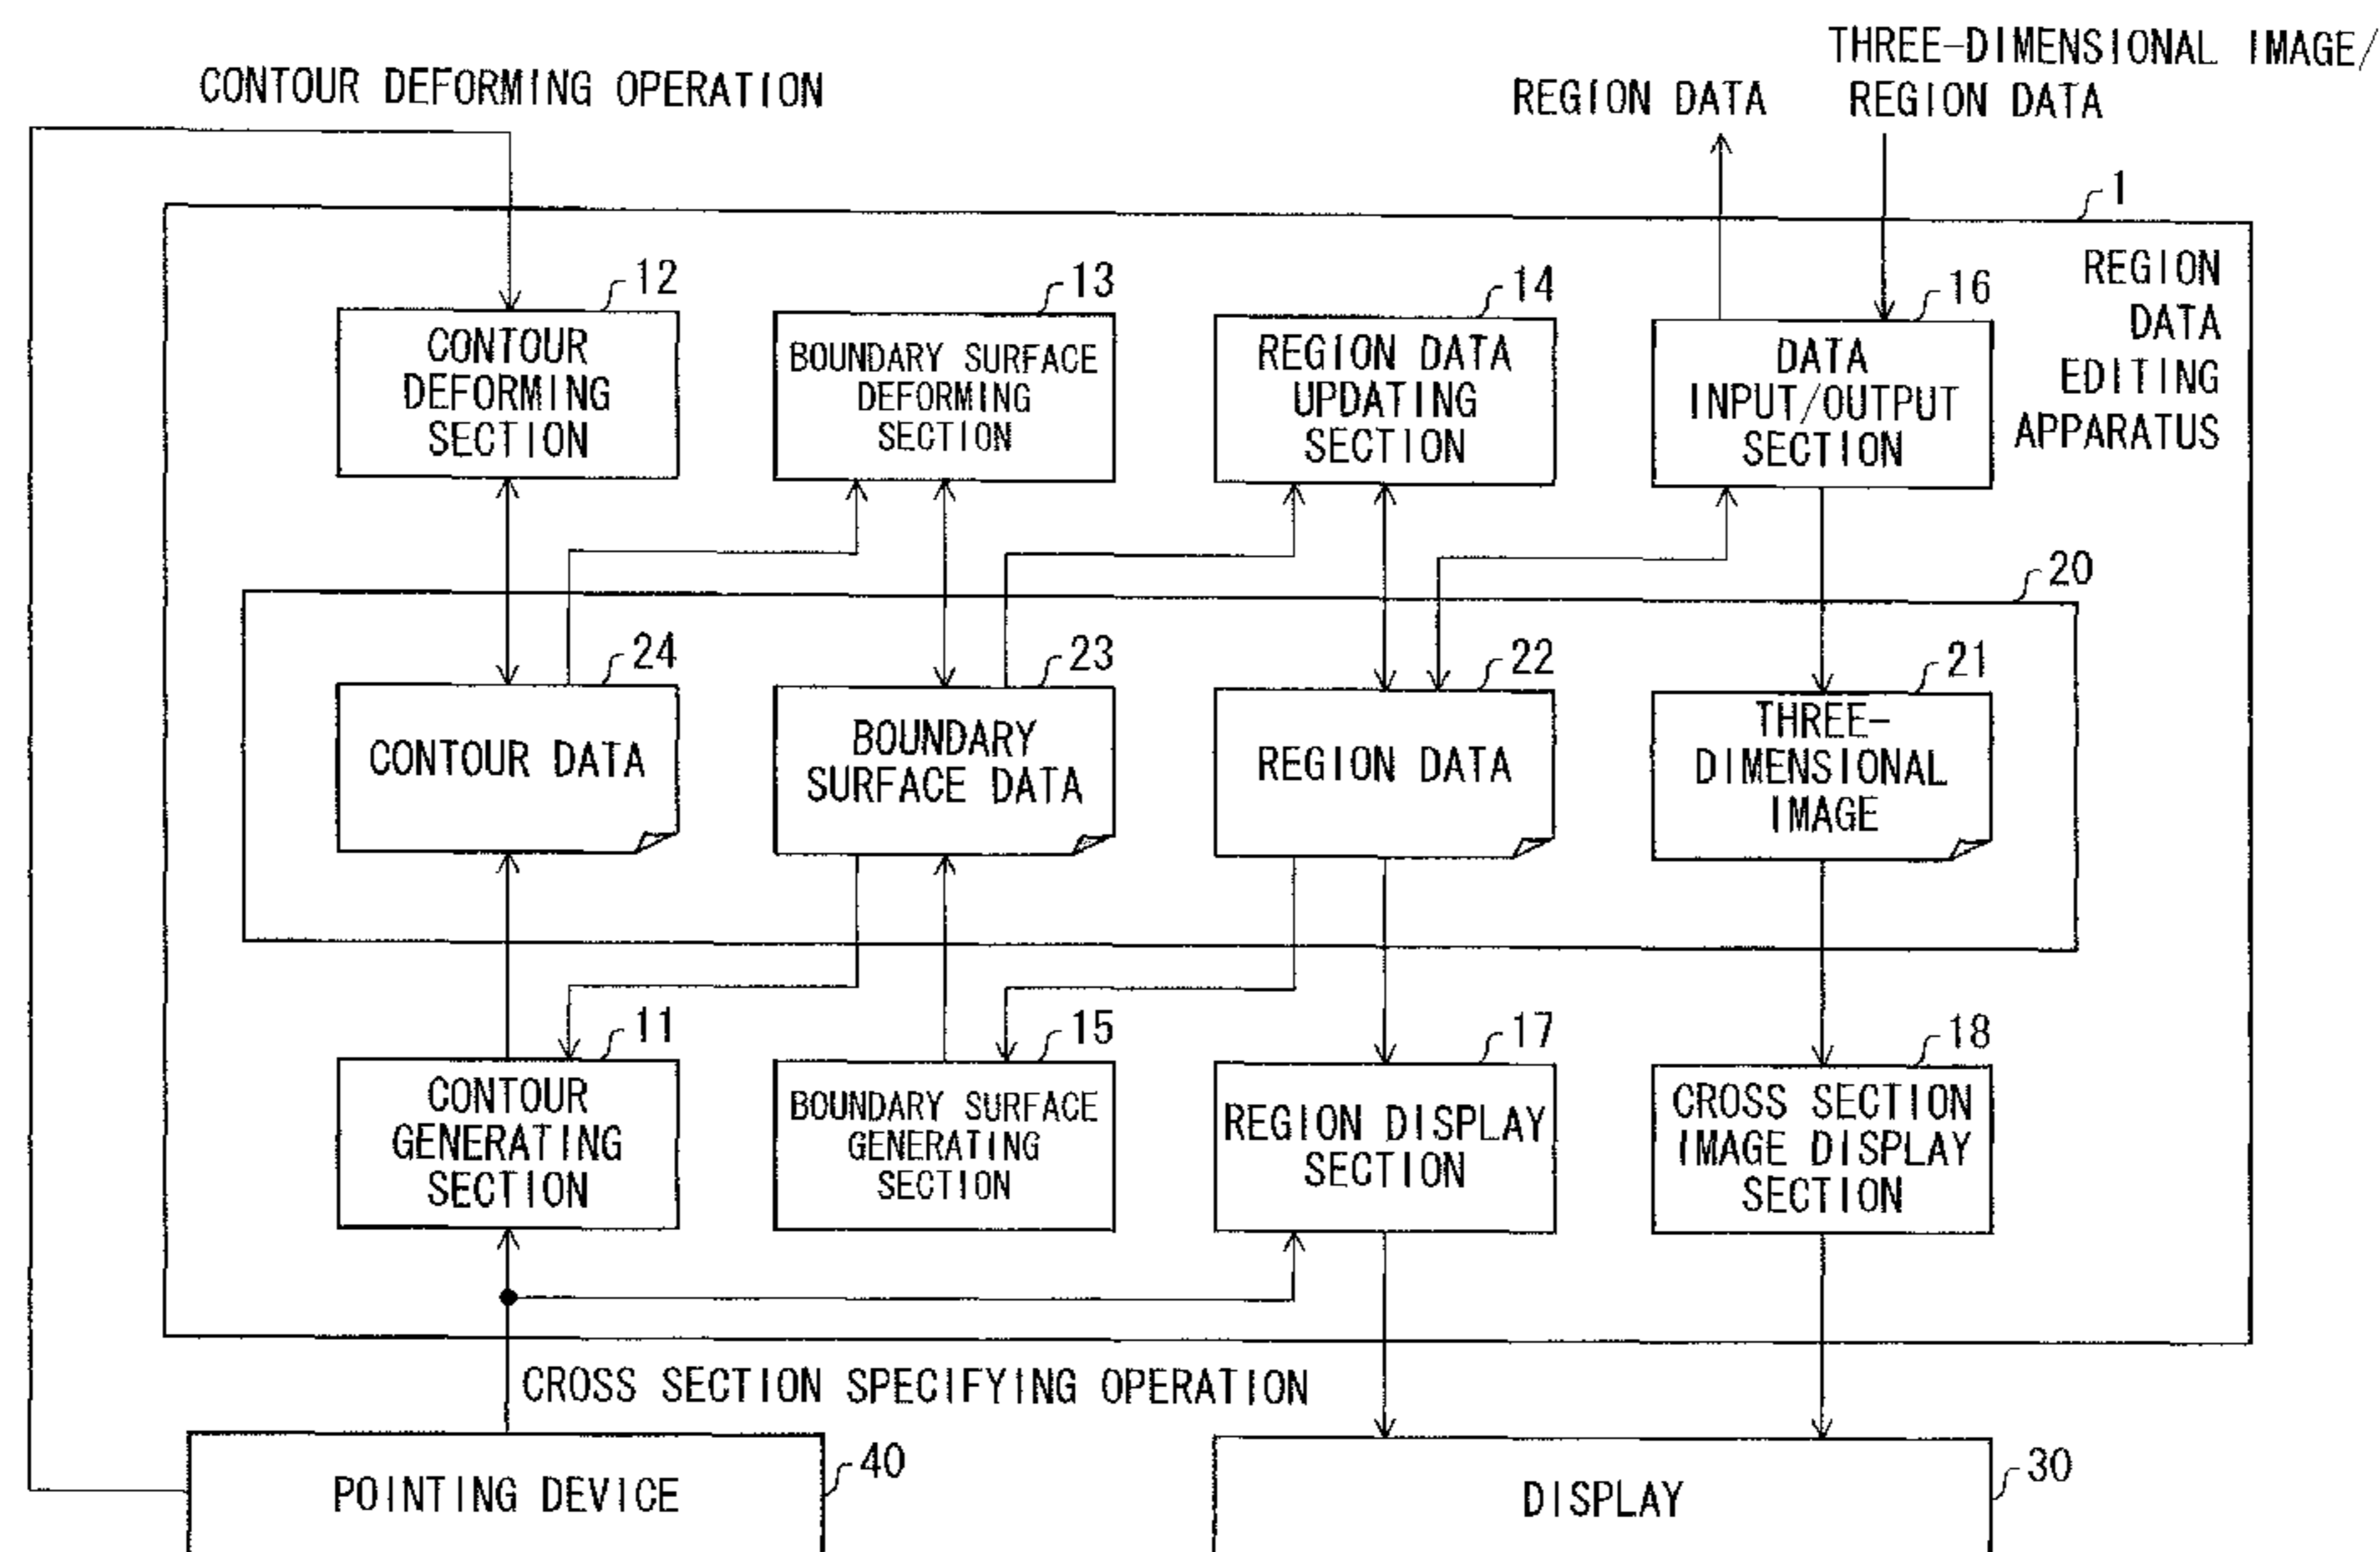 THREE-DIMENSIONAL IMAGE/
REGION DATA
CONTOUR DEFORMING OPERATION
REGION DATA
1
REGION
DATA
EDITING
APPARATUS
12
CONTOUR
DEFORMING
SECTION
13
BOUNDARY SURFACE
DEFORMING
SECTION
14
REGION DATA
UPDATING
SECTION
16
DATA
INPUT/OUTPUT
SECTION
20
24
CONTOUR DATA
23
BOUNDARY
SURFACE DATA
22
REGION DATA
21
THREE-
DIMENSIONAL
IMAGE
11
CONTOUR
GENERATING
SECTION
15
BOUNDARY SURFACE
GENERATING
SECTION
17
REGION DISPLAY
SECTION
18
CROSS SECTION
IMAGE DISPLAY
SECTION
CROSS SECTION SPECIFYING OPERATION
POINTING DEVICE
40
DISPLAY
30